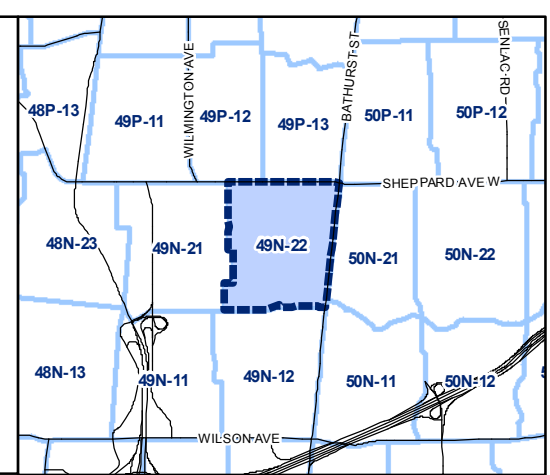 SENLAC RD
BATHURST ST
WILMINGTON AVE
48P-13
49P-11
49P-12
49P-13
50P-11
50P-12
SHEPPARD AVE W
48N-23
49N-21
49N-22
50N-21
50N-22
48N-13
49N-11
49N-12
50N-11
50N-12
WILSON AVE